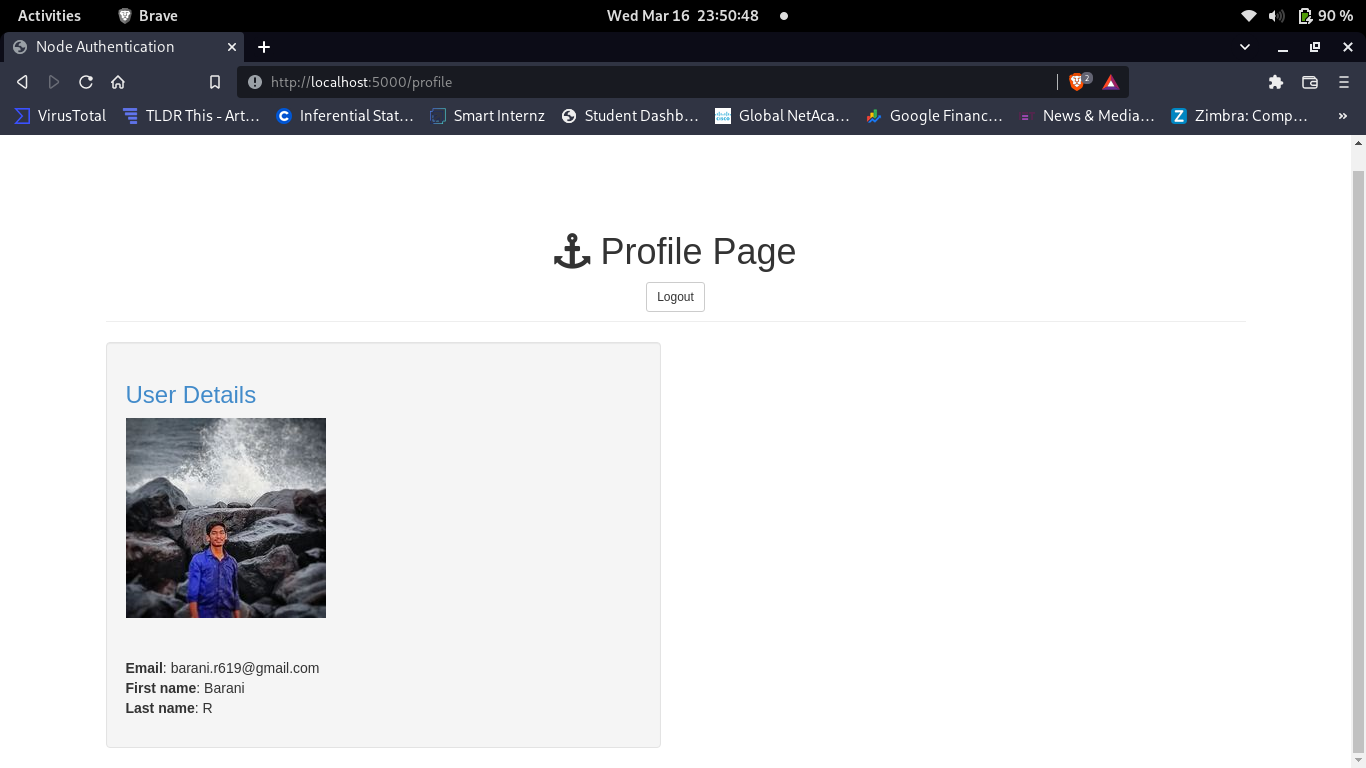 Activities Brave Wed Mar 16 23:50:48 90 %
Node Authentication
http://localhost:5000/profile 2
VirusTotal TLDR This - Art... Inferential Stat... Smart Internz Student Dashb... Global NetAca... Google Financ... News & Media... Zimbra: Comp... »
Profile Page
Logout
User Details
Email: barani.r619@gmail.com
First name: Barani
Last name: R